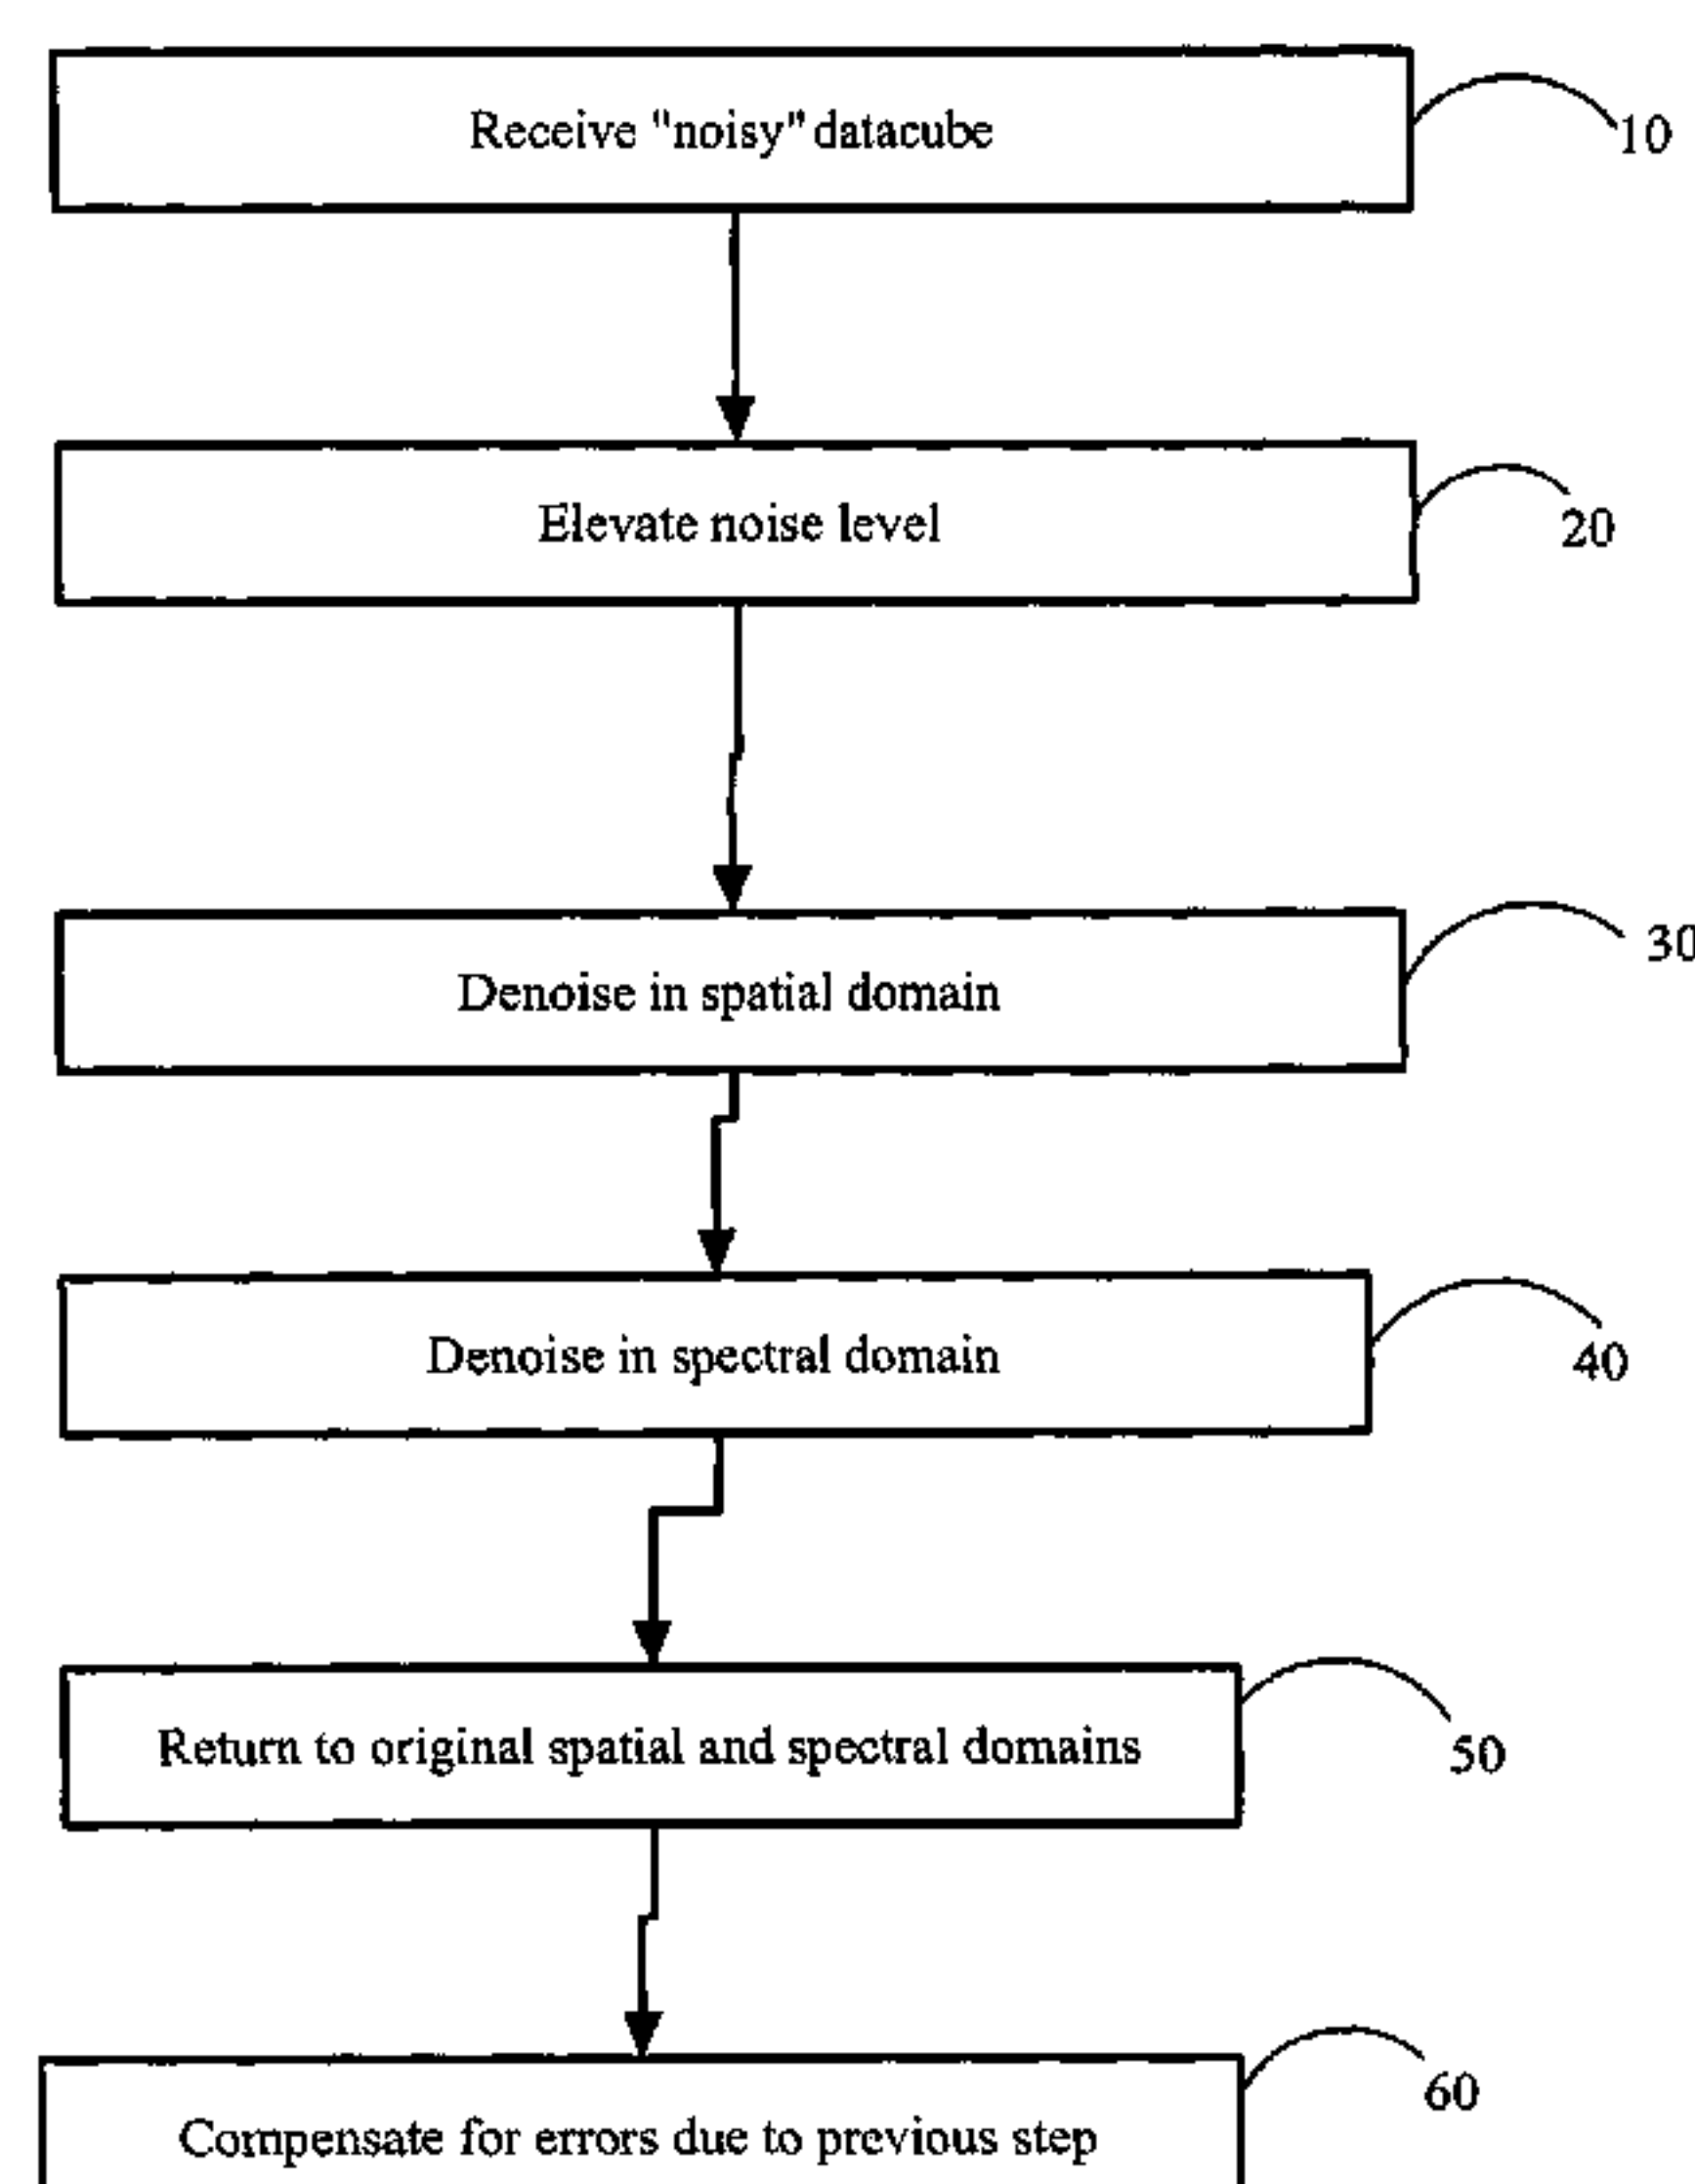 Receive "noisy" datacube
10
Elevate noise level
20
Denoise in spatial domain
30
Denoise in spectral domain
40
Return to original spatial and spectral domains
50
Compensate for errors due to previous step
60